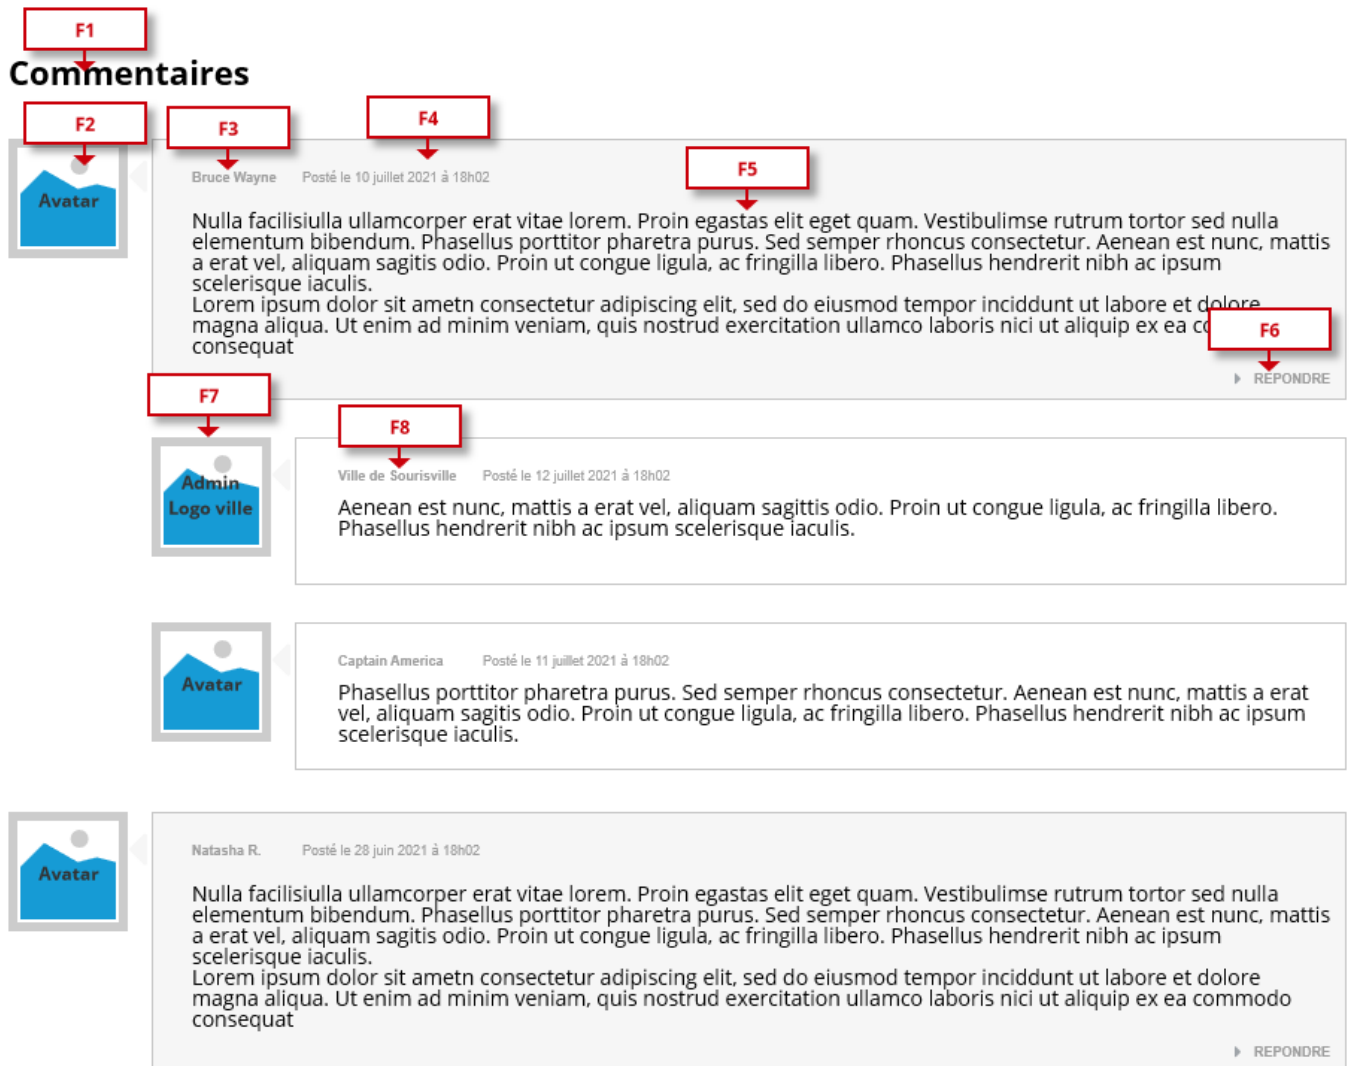 F1
Commentaires
F2
F3
F4
F5
Avatar
Bruce Wayne Posté le 10 juillet 2021 à 18h02
Nulla facilisiulla ullamcorper erat vitae lorem. Proin egastas elit eget quam. Vestibulimse rutrum tortor sed nulla
elementum bibendum. Phasellus porttitor pharetra purus. Sed semper rhoncus consectetur. Aenean est nunc, mattis
a erat vel, aliquam sagitis odio. Proin ut congue ligula, ac fringilla libero. Phasellus hendrerit nibh ac ipsum
scelerisque iaculis.
Lorem ipsum dolor sit ametn consectetur adipiscing elit, sed do eiusmod tempor inciddunt ut labore et dolore
magna aliqua. Ut enim ad minim veniam, quis nostrud exercitation ullamco laboris nici ut aliquip ex ea
consequat
F6
REPONDRE
F7
F8
Admin
Logo ville
Ville de Sourisville Posté le 12 juillet 2021 à 18h02
Aenean est nunc, mattis a erat vel, aliquam sagittis odio. Proin ut congue ligula, ac fringilla libero.
Phasellus hendrerit nibh ac ipsum scelerisque iaculis.
Avatar
Captain America Posté le 11 juillet 2021 à 18h02
Phasellus porttitor pharetra purus. Sed semper rhoncus consectetur. Aenean est nunc, mattis a erat
vel, aliquam sagitis odio. Proin ut congue ligula, ac fringilla libero. Phasellus hendrerit nibh ac ipsum
scelerisque iaculis.
Avatar
Natasha R. Posté le 28 juin 2021 à 18h02
Nulla facilisiulla ullamcorper erat vitae lorem. Proin egastas elit eget quam. Vestibulimse rutrum tortor sed nulla
elementum bibendum. Phasellus porttitor pharetra purus. Sed semper rhoncus consectetur. Aenean est nunc, mattis
a erat vel, aliquam sagitis odio. Proin ut congue ligula, ac fringilla libero. Phasellus hendrerit nibh ac ipsum
scelerisque iaculis.
Lorem ipsum dolor sit ametn consectetur adipiscing elit, sed do eiusmod tempor inciddunt ut labore et dolore
magna aliqua. Ut enim ad minim veniam, quis nostrud exercitation ullamco laboris nici ut aliquip ex ea commodo
consequat
REPONDRE